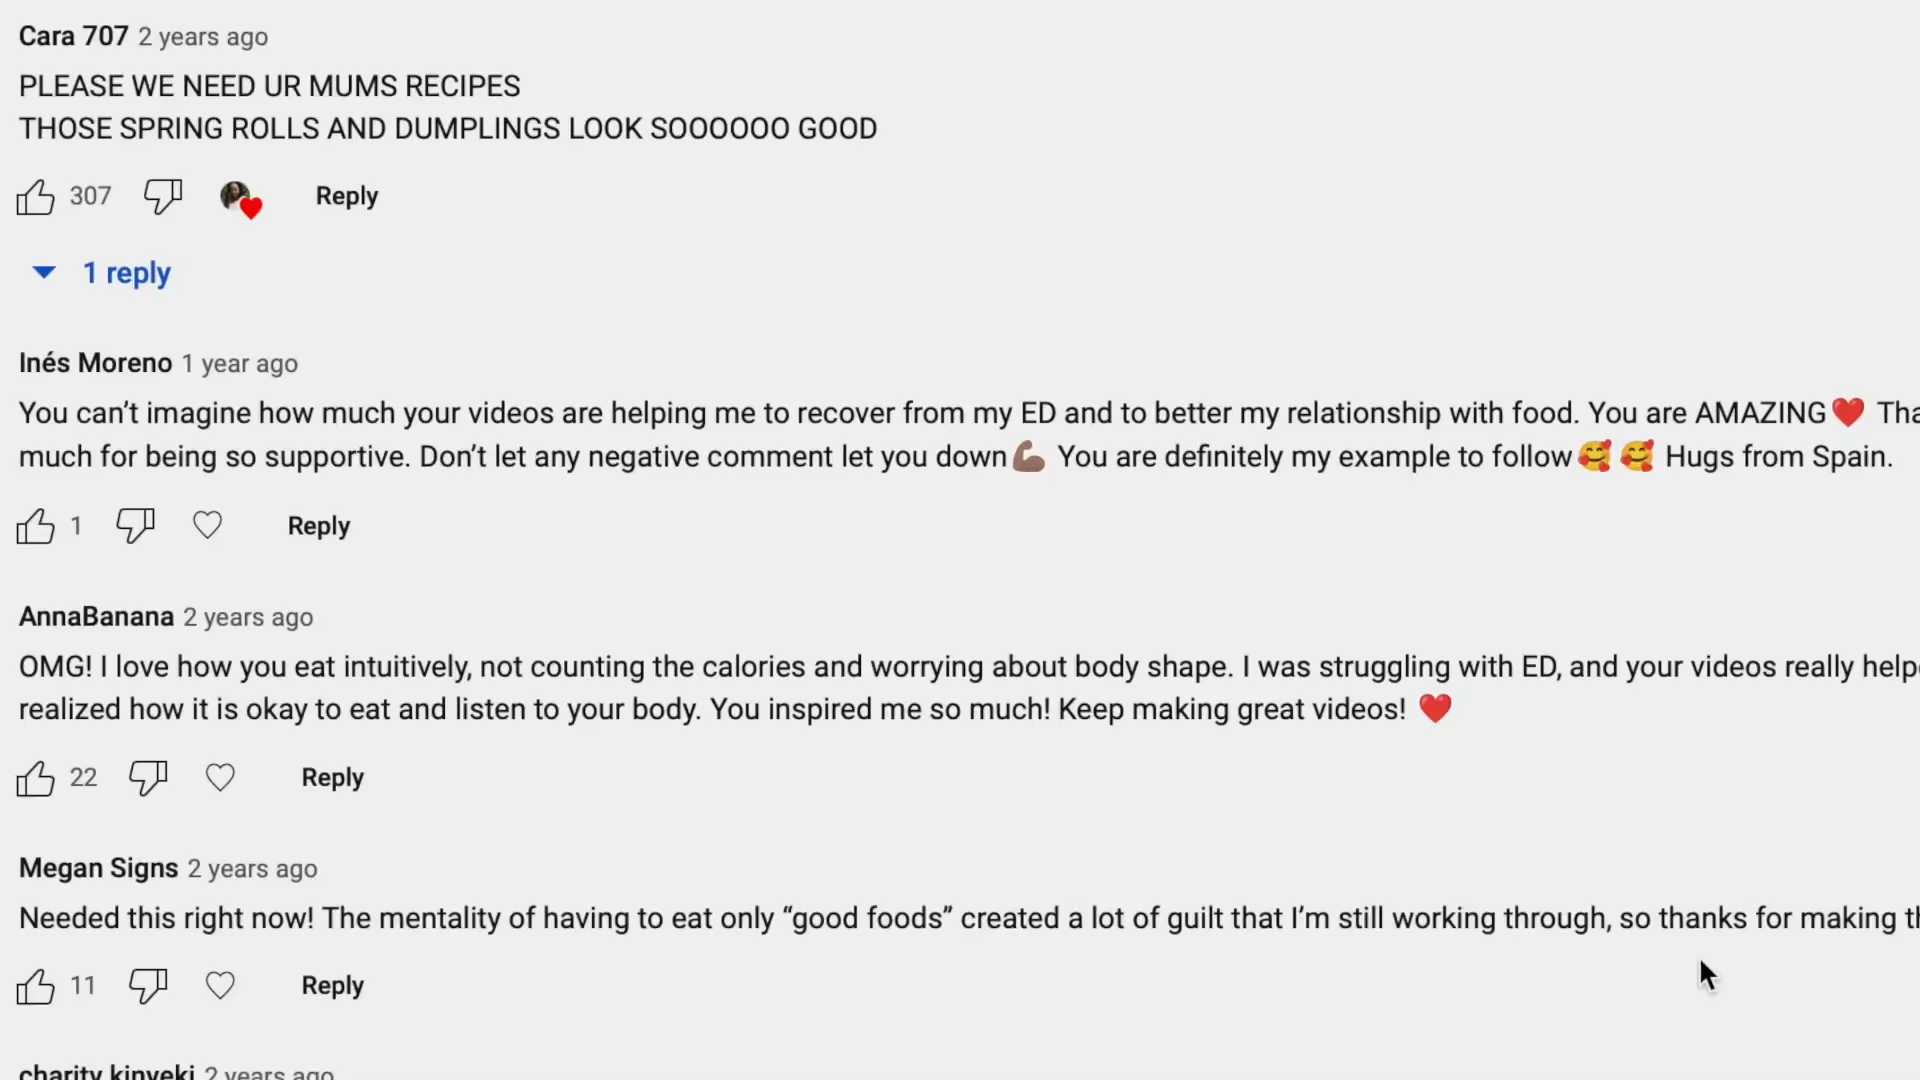 Cara 707 2 years ago
PLEASE WE NEED UR MUMS RECIPES
THOSE SPRING ROLLS AND DUMPLINGS LOOK SOOOOOO GOOD
307 Reply
1 reply
Inés Moreno 1 year ago
You can’t imagine how much your videos are helping me to recover from my ED and to better my relationship with food. You are AMAZING❤️
much for being so supportive. Don’t let any negative comment let you down💪🏽 You are definitely my example to follow🥰🥰 Hugs from Spain.
1 Reply
AnnaBanana 2 years ago
OMG! I love how you eat intuitively, not counting the calories and worrying about body shape. I was struggling with ED, and your videos really
realized how it is okay to eat and listen to your body. You inspired me so much! Keep making great videos! ❤️
22 Reply
Megan Signs 2 years ago
Needed this right now! The mentality of having to eat only “good foods” created a lot of guilt that I’m still working through, so thanks for making
11 Reply
charity kinyeki 2 years ago